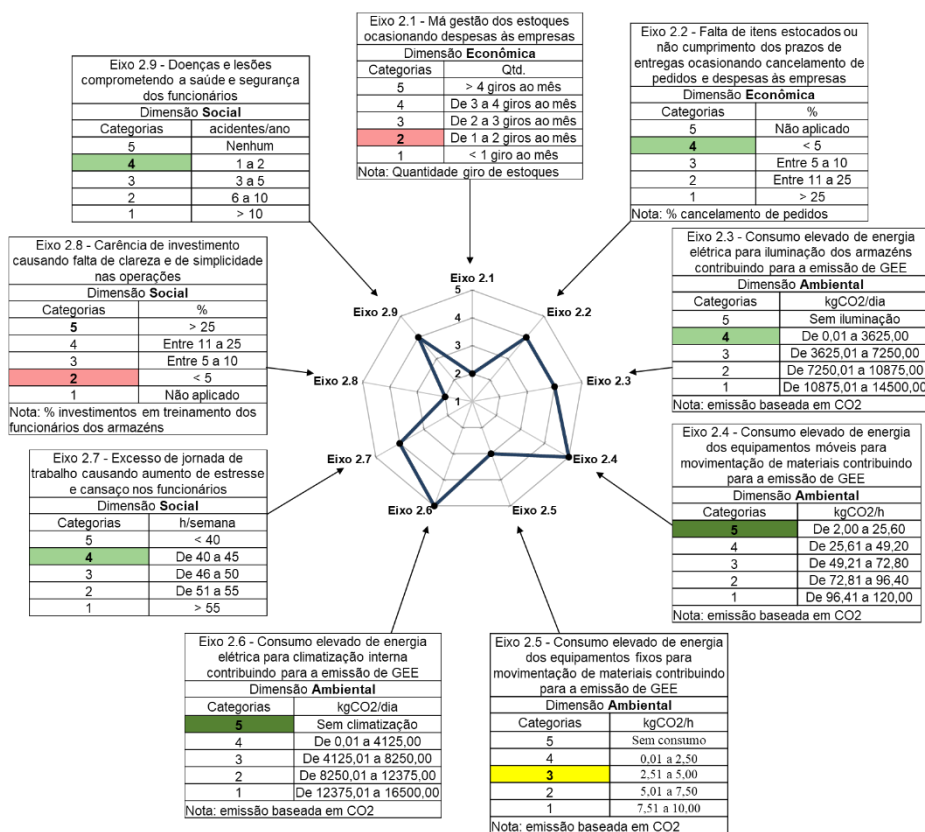 Eixo 2.1 - Má gestão dos estoques
ocasionando despesas às empresas
Dimensão Econômica
Categorias Qtd.
5 > 4 giros ao mês
4 De 3 a 4 giros ao mês
3 De 2 a 3 giros ao mês
2 De 1 a 2 giros ao mês
1 < 1 giro ao mês
Nota: Quantidade giro de estoques
Eixo 2.2 - Falta de itens estocados ou
não cumprimento dos prazos de
entregas ocasionando cancelamento de
pedidos e despesas às empresas
Dimensão Econômica
Categorias %
5 Não aplicado
4 < 5
3 Entre 5 a 10
2 Entre 11 a 25
1 > 25
Nota: % cancelamento de pedidos
Eixo 2.3 - Consumo elevado de energia
elétrica para iluminação dos armazéns
contribuindo para a emissão de GEE
Dimensão Ambiental
Categorias kgCO2/dia
5 Sem iluminação
4 De 0,01 a 3625,00
3 De 3625,01 a 7250,00
2 De 7250,01 a 10875,00
1 De 10875,01 a 14500,00
Nota: emissão baseada em CO2
Eixo 2.4 - Consumo elevado de energia
dos equipamentos móveis para
movimentação de materiais contribuindo
para a emissão de GEE
Dimensão Ambiental
Categorias kgCO2/h
5 De 2,00 a 25,60
4 De 25,61 a 49,20
3 De 49,21 a 72,80
2 De 72,81 a 96,40
1 De 96,41 a 120,00
Nota: emissão baseada em CO2
Eixo 2.5 - Consumo elevado de energia
dos equipamentos fixos para
movimentação de materiais contribuindo
para a emissão de GEE
Dimensão Ambiental
Categorias kgCO2/h
5 Sem consumo
4 0,01 a 2,50
3 2,51 a 5,00
2 5,01 a 7,50
1 7,51 a 10,00
Nota: emissão baseada em CO2
Eixo 2.6 - Consumo elevado de energia
elétrica para climatização interna
contribuindo para a emissão de GEE
Dimensão Ambiental
Categorias kgCO2/dia
5 Sem climatização
4 De 0,01 a 4125,00
3 De 4125,01 a 8250,00
2 De 8250,01 a 12375,00
1 De 12375,01 a 16500,00
Nota: emissão baseada em CO2
Eixo 2.7 - Excesso de jornada de
trabalho causando aumento de estresse
e cansaço nos funcionários
Dimensão Social
Categorias h/semana
5 < 40
4 De 40 a 45
3 De 46 a 50
2 De 51 a 55
1 > 55
Eixo 2.8 - Carência de investimento
causando falta de clareza e de simplicidade
nas operações
Dimensão Social
Categorias %
5 > 25
4 Entre 11 a 25
3 Entre 5 a 10
2 < 5
1 Não aplicado
Nota: % investimentos em treinamento dos
funcionários dos armazéns
Eixo 2.9 - Doenças e lesões
comprometendo a saúde e segurança
dos funcionários
Dimensão Social
Categorias acidentes/ano
5 Nenhum
4 1 a 2
3 3 a 5
2 6 a 10
1 > 10
Eixo 2.1
Eixo 2.2
Eixo 2.3
Eixo 2.4
Eixo 2.5
Eixo 2.6
Eixo 2.7
Eixo 2.8
Eixo 2.9
5
4
3
2
1